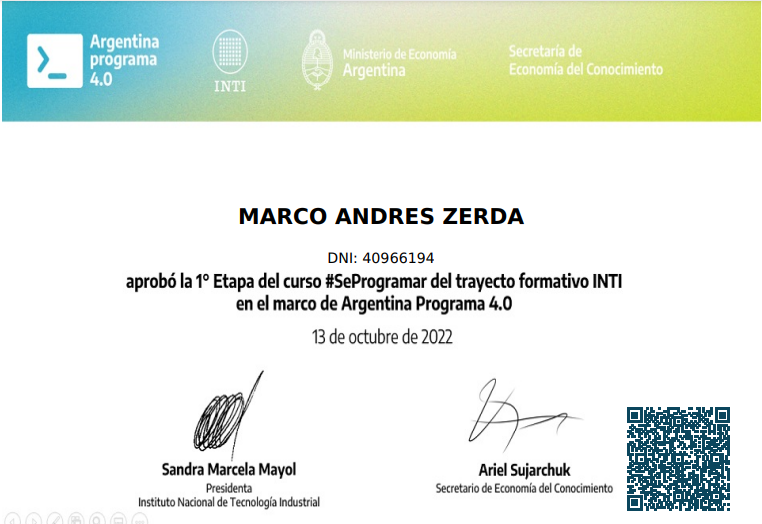 Argentina
programa
4.0
INTI
Ministerio de Economía
Argentina
Secretaría de
Economía del Conocimiento
MARCO ANDRES ZERDA
DNI: 40966194
aprobó la 1° Etapa del curso #SeProgramar del trayecto formativo INTI
en el marco de Argentina Programa 4.0
13 de octubre de 2022
Sandra Marcela Mayol
Presidenta
Instituto Nacional de Tecnología Industrial
Ariel Sujarchuk
Secretario de Economía del Conocimiento